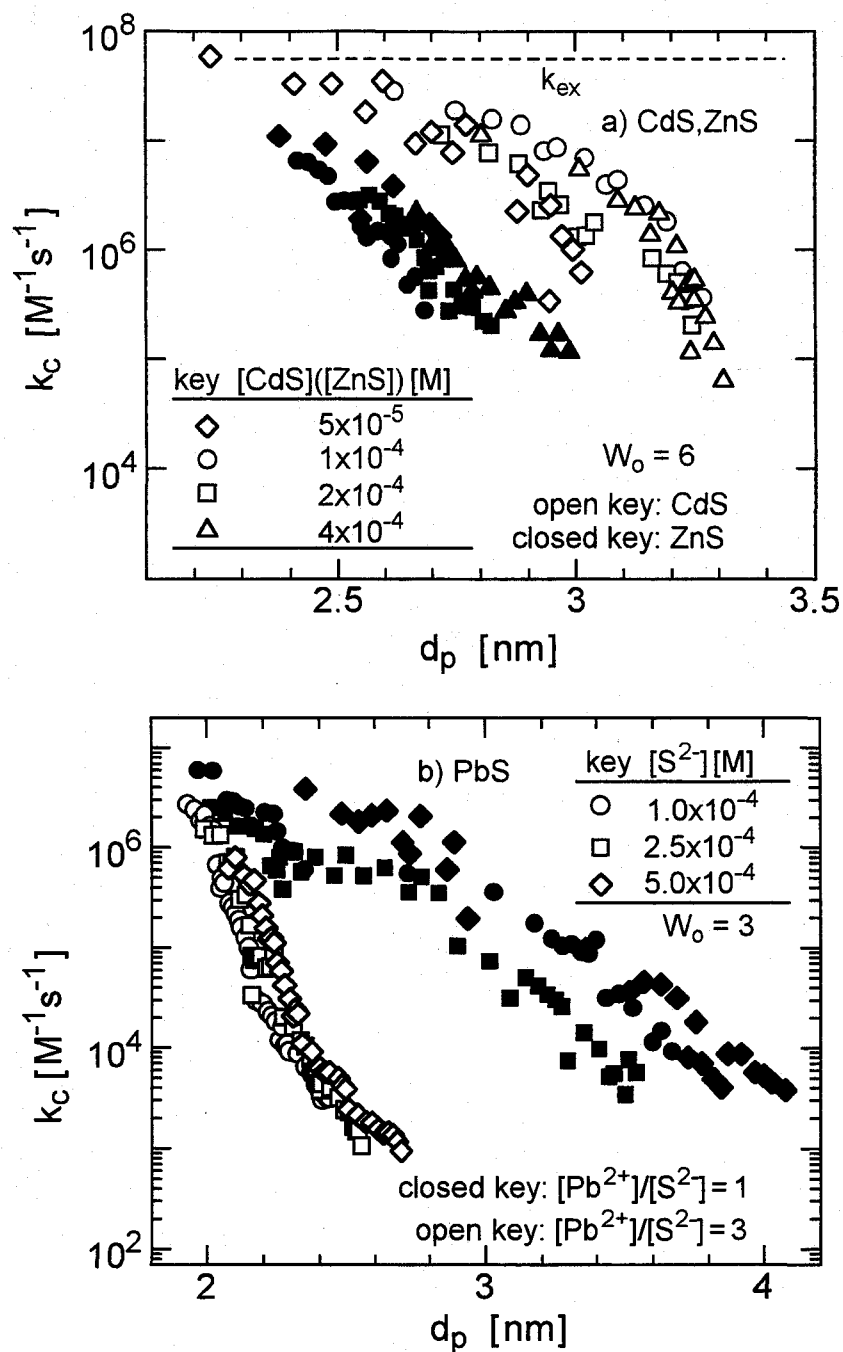 10^8
k_ex
a) CdS,ZnS
10^6
k_c [M^-1 s^-1]
key [CdS]([ZnS]) [M]
5x10^-5
1x10^-4
2x10^-4
4x10^-4
10^4
W_o = 6
open key: CdS
closed key: ZnS
2.5 3 3.5
d_p [nm]
b) PbS
key [S^2-] [M]
1.0x10^-4
2.5x10^-4
5.0x10^-4
W_o = 3
10^6
k_c [M^-1 s^-1]
10^4
closed key: [Pb^2+]/[S^2-] = 1
open key: [Pb^2+]/[S^2-] = 3
10^2
2 3 4
d_p [nm]